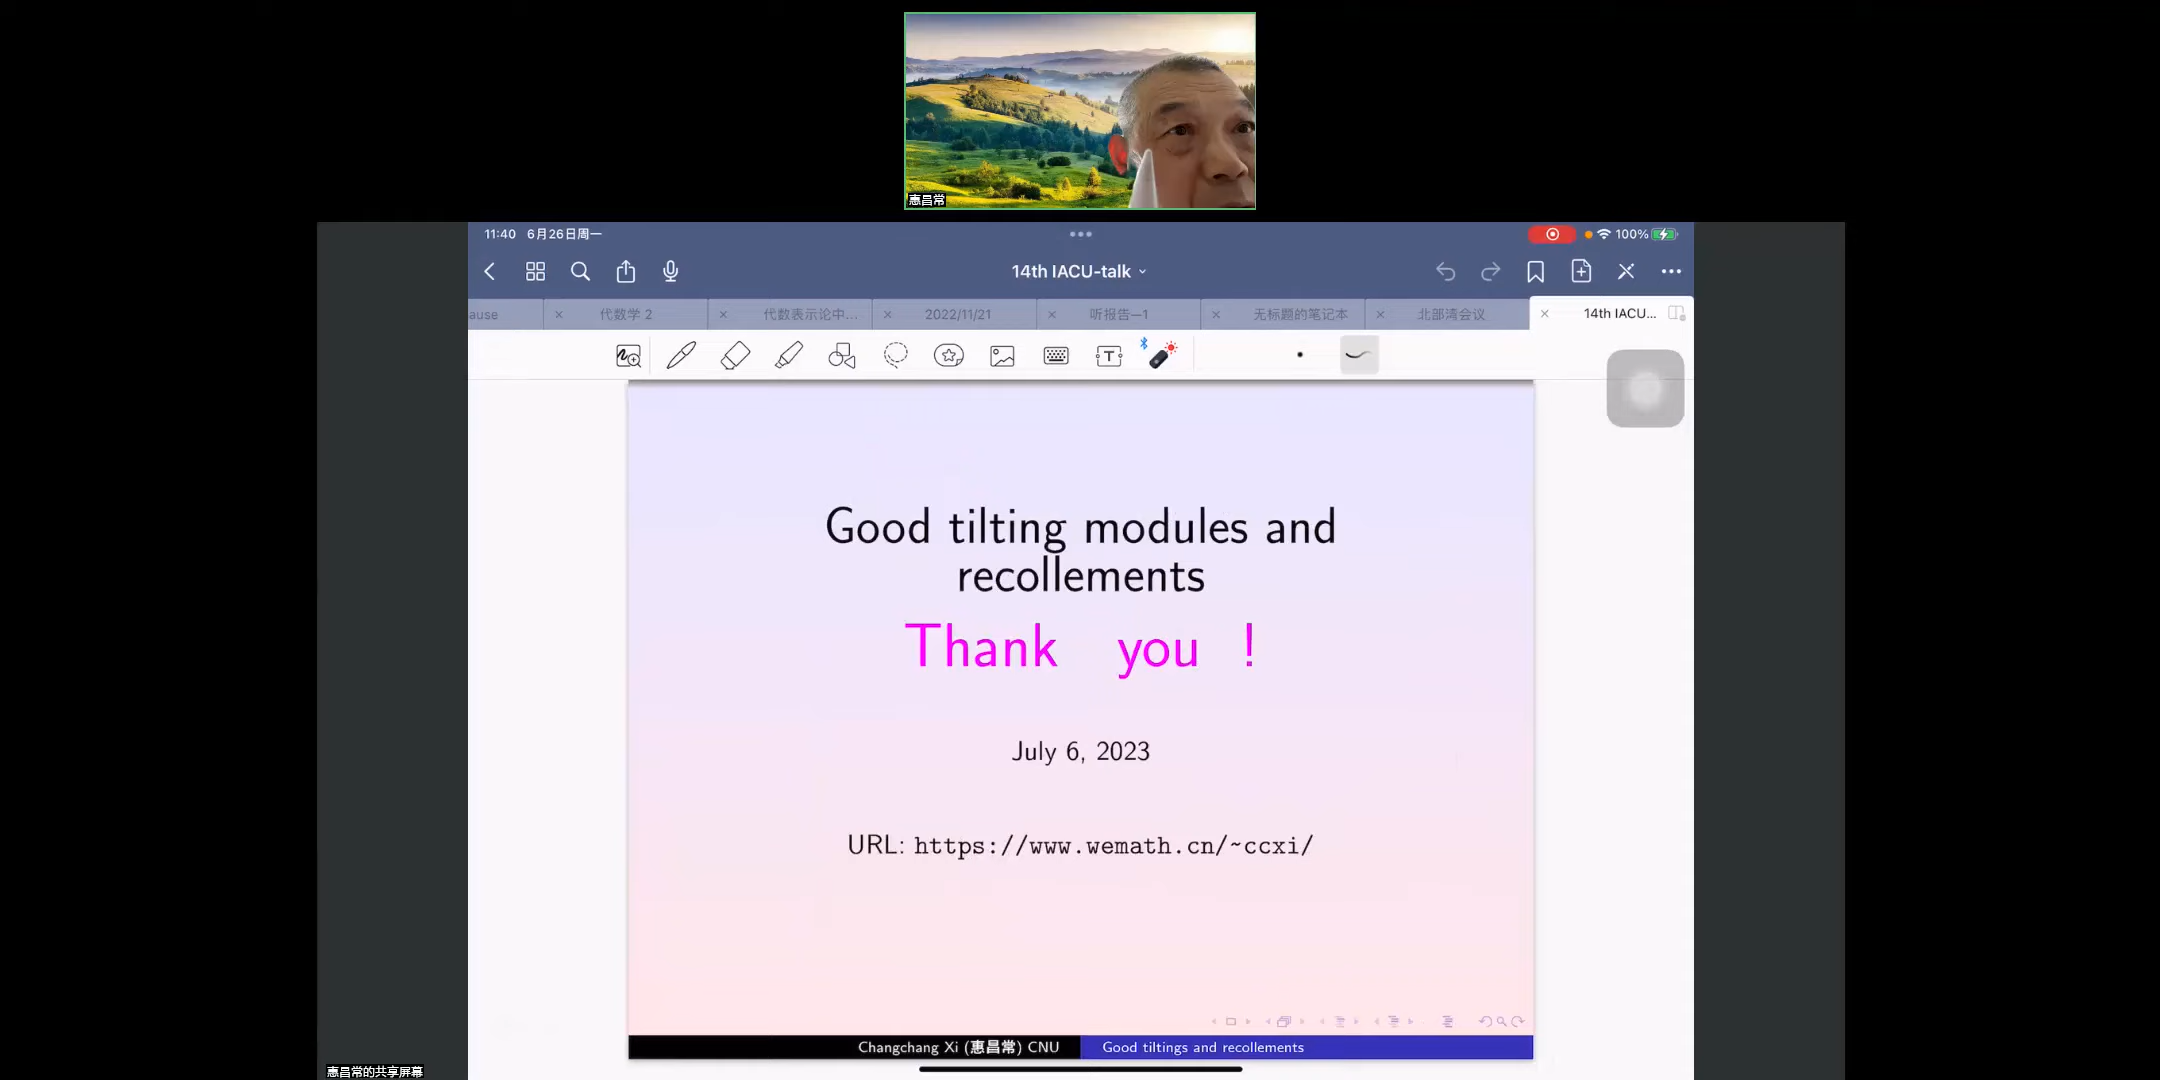 惠昌常
11:40 6月26日周一
100%
14th IACU-talk
ause
代数学 2
代数表示论中...
2022/11/21
听报告—1
无标题的笔记本
北部湾会议
14th IACU...
Good tilting modules and
recollements
Thank you !
July 6, 2023
URL: https://www.wemath.cn/~ccxi/
Changchang Xi (惠昌常) CNU
Good tiltings and recollements
惠昌常的共享屏幕